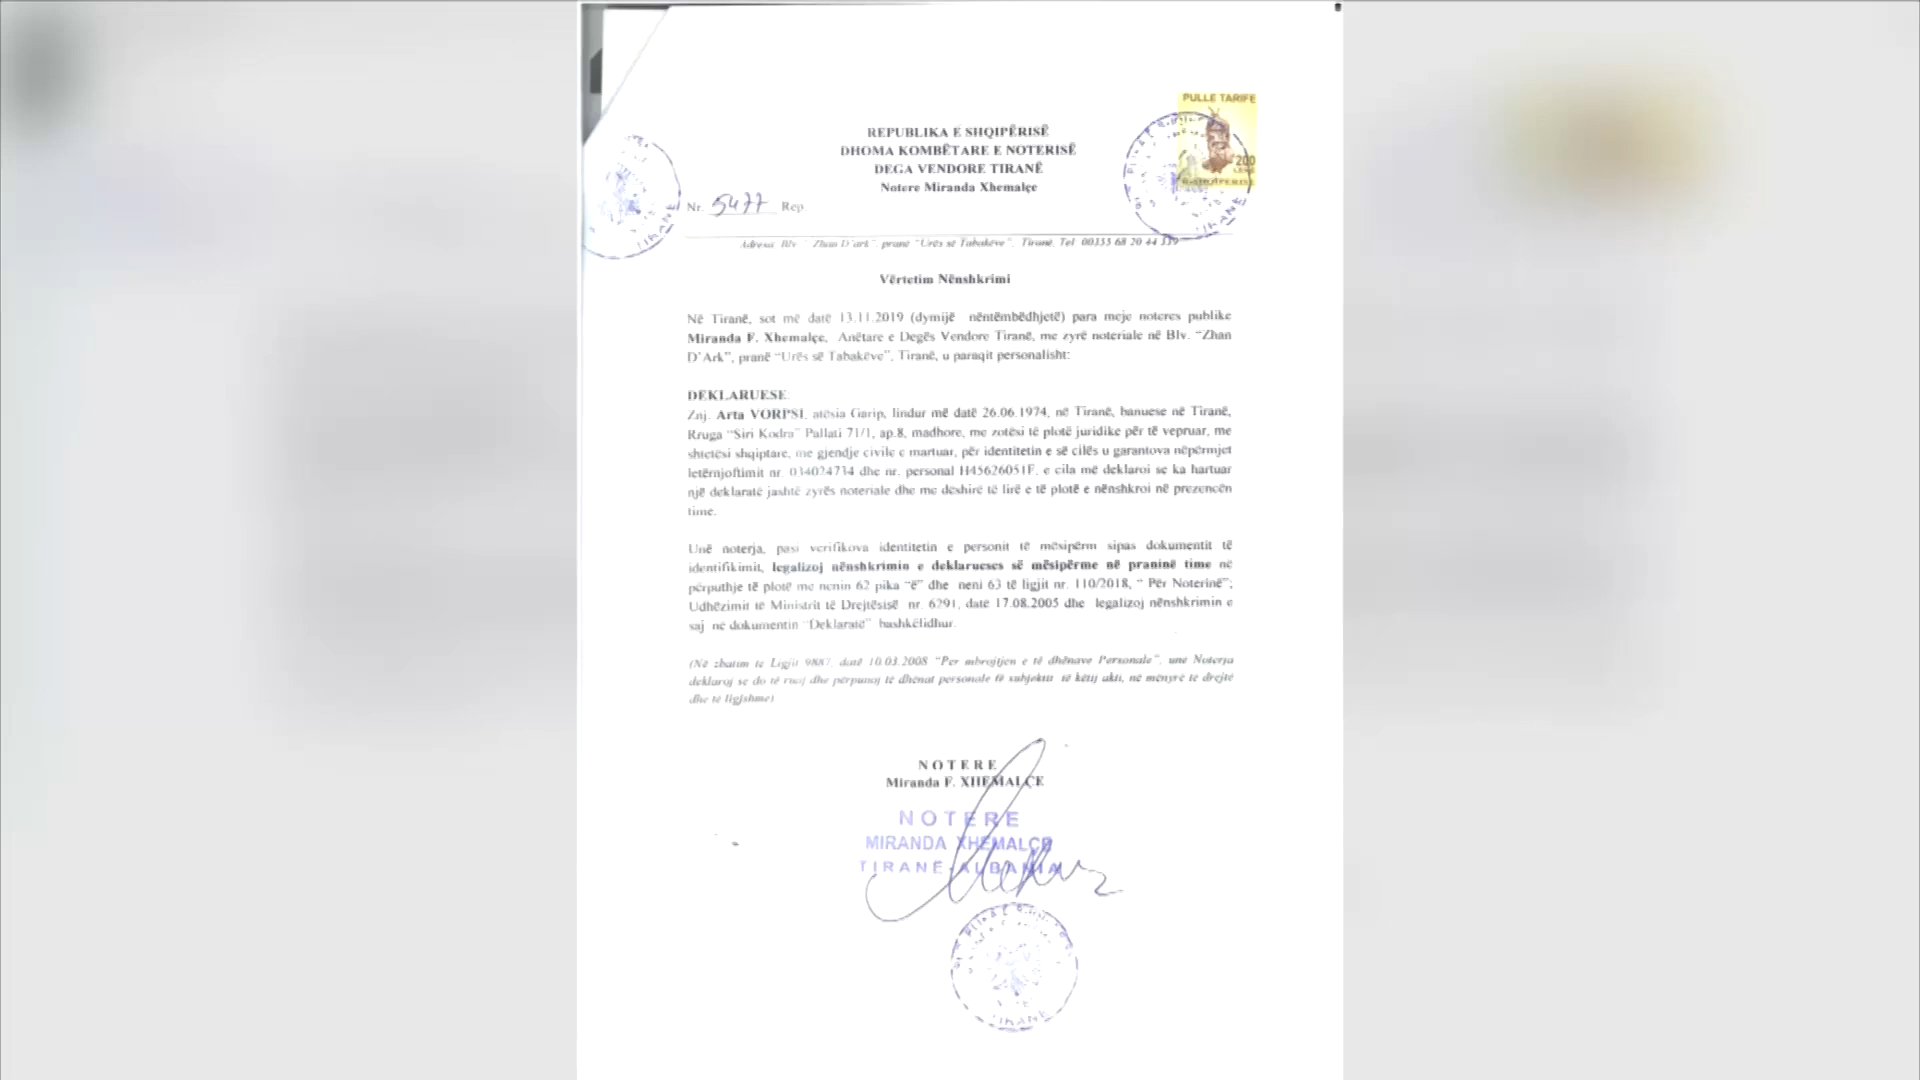 PULLE TARIFE
REPUBLIKA E SHQIPËRISË
DHOMA KOMBËTARE E NOTERISË
DEGA VENDORE TIRANË
Notere Miranda Xhemalçe
200
LEKE
TIRANË
TIRANË
Nr. 5477 Rep
Adresa Blv. " Zhan D'ark", pranë "Urës së Tabakëve", Tiranë, Tel 00355 68 20 44 339
Vërtetim Nënshkrimi
Në Tiranë, sot më datë 13.11.2019 (dymijë nëntëmbëdhjetë) para meje noteres publike
Miranda F. Xhemalçe, Anëtare e Degës Vendore Tiranë, me zyrë noteriale në Blv. "Zhan
D'Ark", pranë "Urës së Tabakëve", Tiranë, u paraqit personalisht:
DEKLARUESE
Znj. Arta VORPSI, atësia Garip, lindur më datë 26.06.1974, në Tiranë, banuese në Tiranë,
Rruga "Siri Kodra" Pallati 71/1, ap.8, madhore, me zotësi të plotë juridike për të vepruar, me
shtetësi shqiptare, me gjendje civile e martuar, për identitetin e së cilës u garantova nëpërmjet
letërnjoftimit nr. 034024734 dhe nr. personal H45626051F, e cila më deklaroi se ka hartuar
një deklaratë jashtë zyrës noteriale dhe me dëshirë të lirë e të plotë e nënshkroi në prezencën
time.
Unë noterja, pasi verifikova identitetin e personit të mësipërm sipas dokumentit të
identifikimit, legalizoj nënshkrimin e deklarueses së mësipërme në praninë time në
përputhje të plotë me nenin 62 pika "ë" dhe neni 63 të ligjit nr. 110/2018, " Për Noterinë";
Udhëzimit të Ministrit të Drejtësisë nr. 6291, datë 17.08.2005 dhe legalizoj nënshkrimin e
saj në dokumentin "Deklaratë" bashkëlidhur.
(Në zbatim të Ligjit 9887, datë 10.03.2008 "Për mbrojtjen e të dhënave Personale", unë Noterja
deklaroj se do të ruaj dhe përpunoj të dhënat personale të subjektit të këtij akti, në mënyrë të drejtë
dhe të ligjshme)
NOTERE
Miranda F. XHEMALÇE
NOTERE
MIRANDA XHEMALÇE
TIRANË-ALBANIA
TIRANË